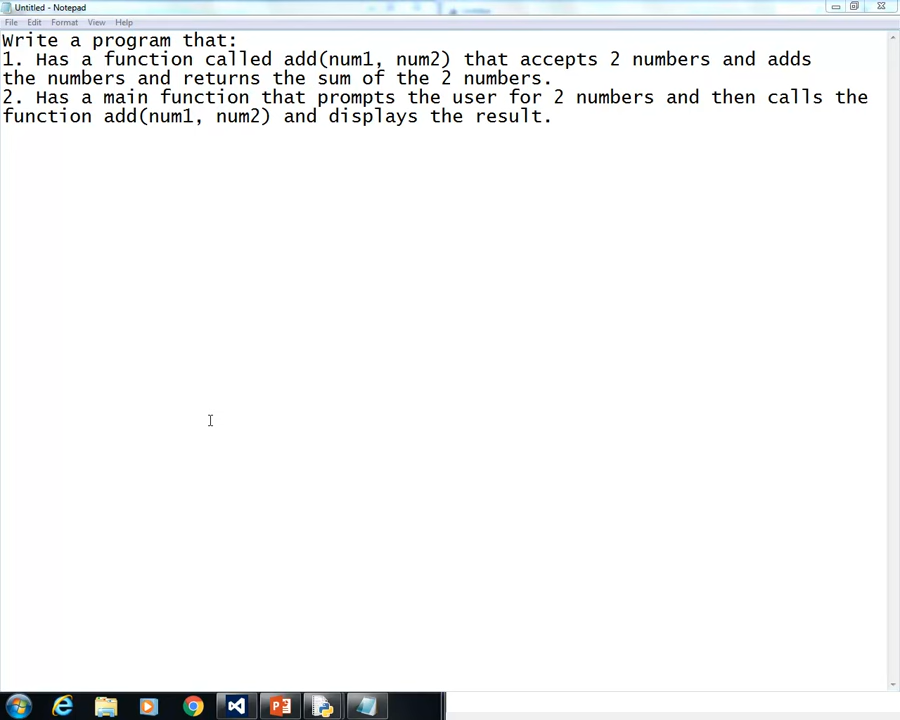 Untitled - Notepad
File Edit Format View Help
Write a program that:
1. Has a function called add(num1, num2) that accepts 2 numbers and adds
the numbers and returns the sum of the 2 numbers.
2. Has a main function that prompts the user for 2 numbers and then calls the
function add(num1, num2) and displays the result.